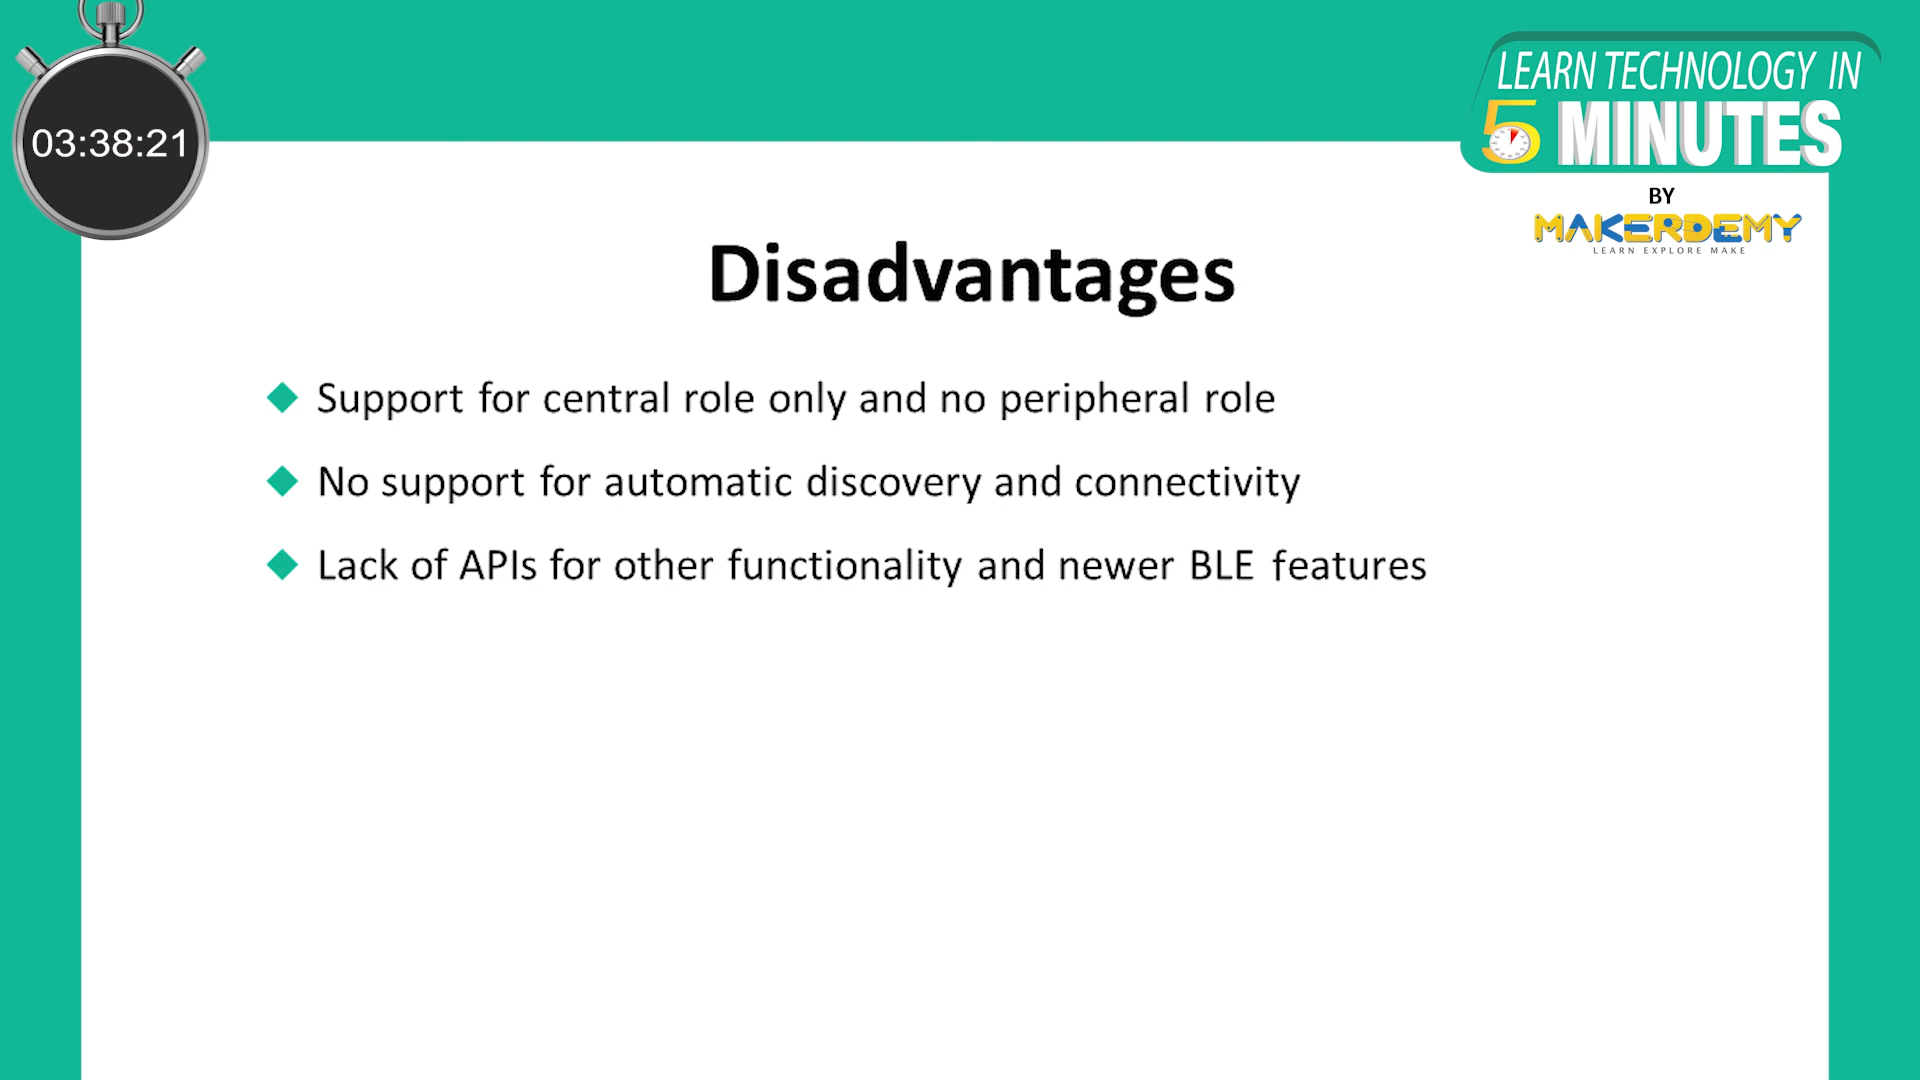 03:38:21
LEARN TECHNOLOGY IN
5 MINUTES
BY
MAKERDEMY
LEARN EXPLORE MAKE
Disadvantages
Support for central role only and no peripheral role
No support for automatic discovery and connectivity
Lack of APIs for other functionality and newer BLE features